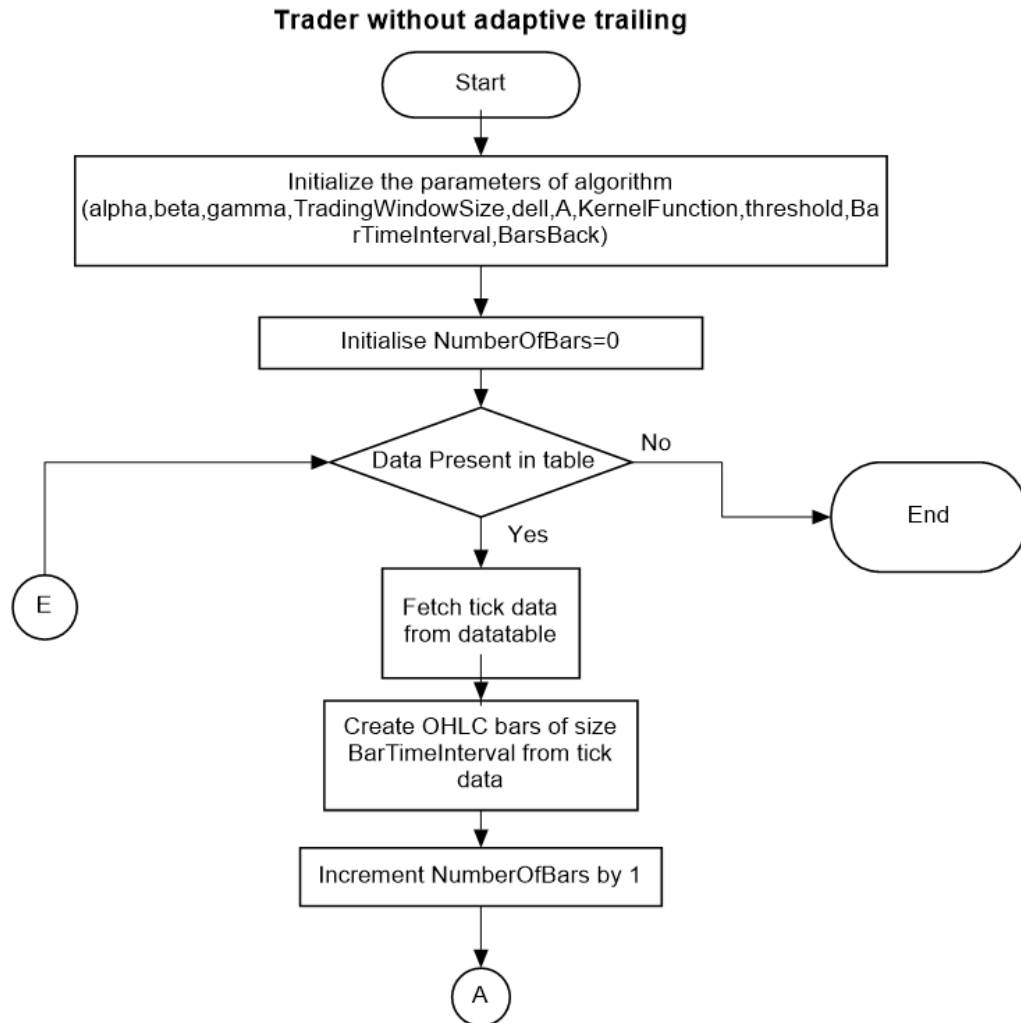 Trader without adaptive trailing
Start
Initialize the parameters of algorithm
(alpha,beta,gamma,TradingWindowSize,dell,A,KernelFunction,threshold,Ba
rTimeInterval,BarsBack)
Initialise NumberOfBars=0
Data Present in table
No
End
Yes
E
Fetch tick data
from datatable
Create OHLC bars of size
BarTimeInterval from tick
data
Increment NumberOfBars by 1
A